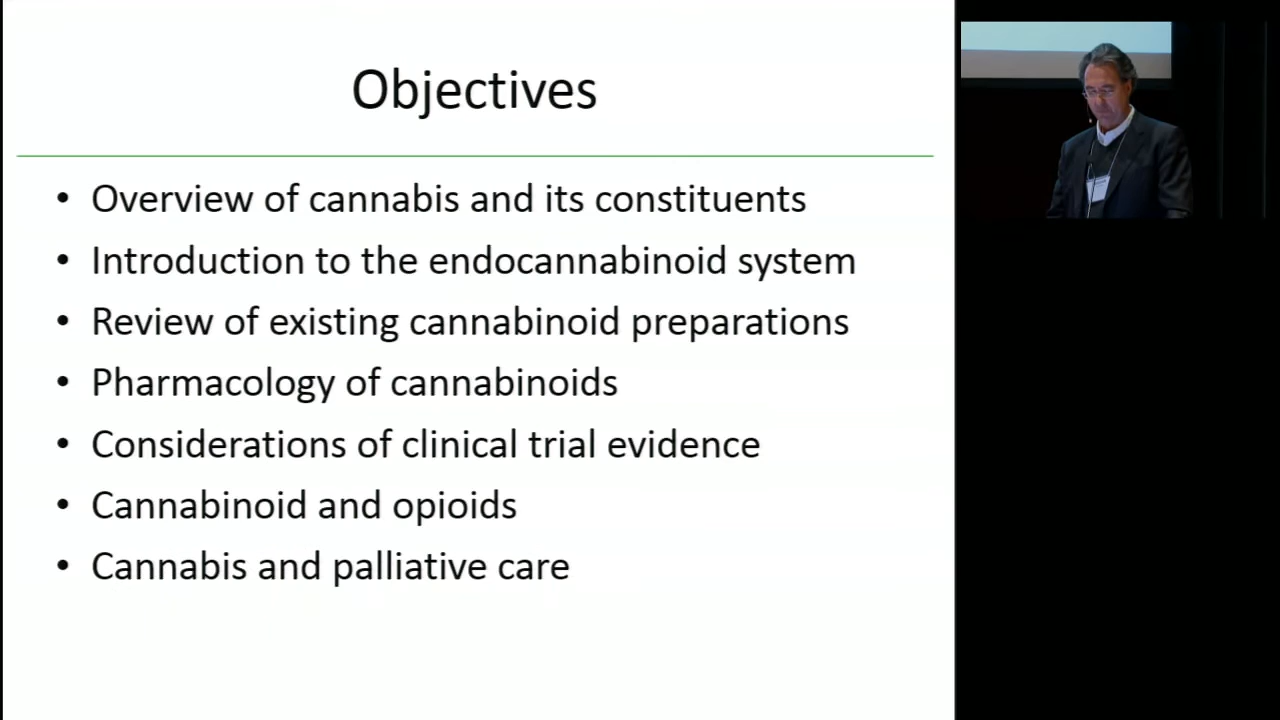 Objectives
• Overview of cannabis and its constituents
• Introduction to the endocannabinoid system
• Review of existing cannabinoid preparations
• Pharmacology of cannabinoids
• Considerations of clinical trial evidence
• Cannabinoid and opioids
• Cannabis and palliative care